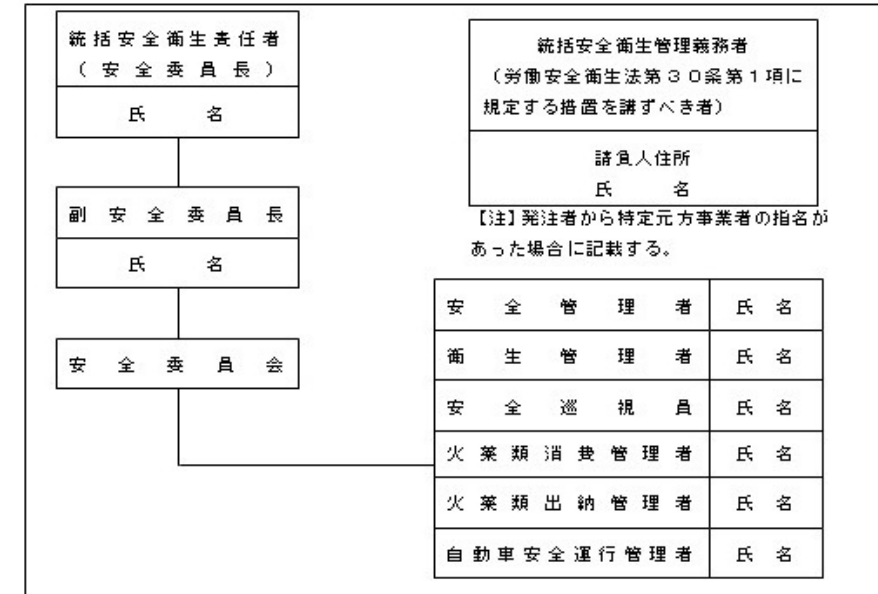 統括安全衛生責任者
（安全委員長）
氏 名
副安全委員長
氏 名
安全委員会
統括安全衛生管理義務者
（労働安全衛生法第３０条第１項に
規定する措置を講ずべき者）
請負人住所
氏 名
【注】発注者から特定元方事業者の指名が
あった場合に記載する。
安全管理者 氏 名
衛生管理者 氏 名
安全巡視員 氏 名
火薬類消費管理者 氏 名
火薬類出納管理者 氏 名
自動車安全運行管理者 氏 名